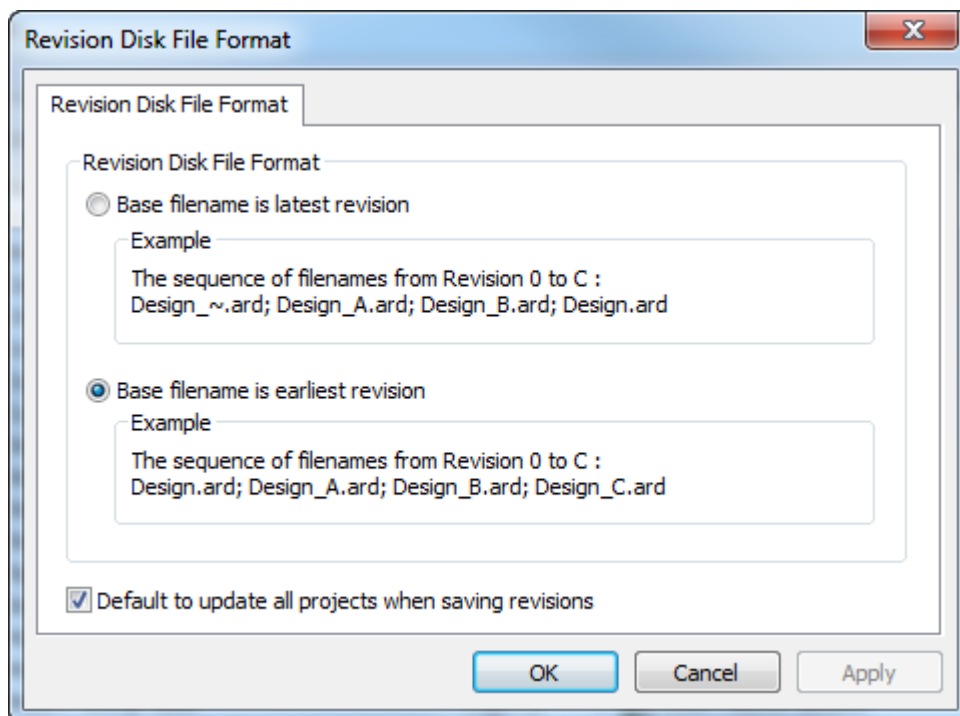 Revision Disk File Format
Revision Disk File Format
Revision Disk File Format
Base filename is latest revision
Example
The sequence of filenames from Revision 0 to C :
Design_~.ard; Design_A.ard; Design_B.ard; Design.ard
Base filename is earliest revision
Example
The sequence of filenames from Revision 0 to C :
Design.ard; Design_A.ard; Design_B.ard; Design_C.ard
Default to update all projects when saving revisions
OK Cancel Apply